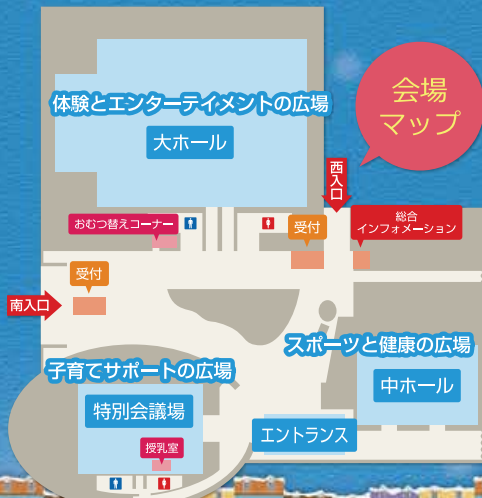 会場
マップ
体験とエンターテイメントの広場
大ホール
西入口
おむつ替えコーナー
受付
総合
インフォメーション
受付
南入口
スポーツと健康の広場
中ホール
子育てサポートの広場
特別会議場
エントランス
授乳室